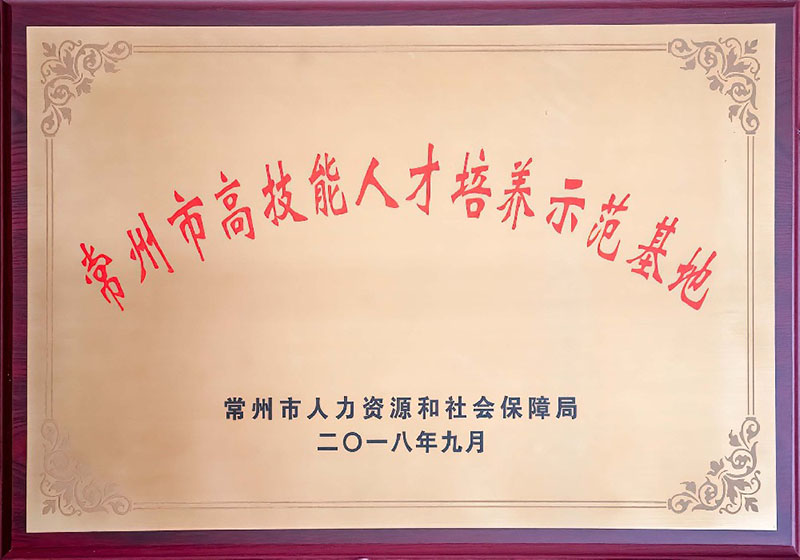 常州市高技能人才培养示范基地
常州市人力资源和社会保障局
二〇一八年九月